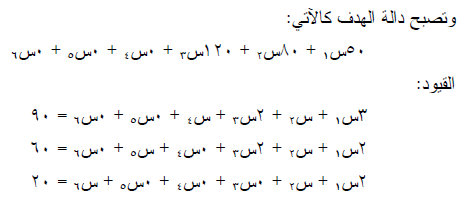 وتصبح دالة الهدف كالآتي:
٥٠س١ + ٨٠س٢ + ١٢٠س٣ + ٠س٤ + ٠س٥ + ٠س٦
القيود:
٣س١ + س٢ + ٢س٣ + س٤ + ٠س٥ + ٠س٦ = ٩٠
٢س١ + س٢ + ٢س٣ + ٠س٤ + س٥ + ٠س٦ = ٦٠
٢س١ + س٢ + ٠س٣ + ٠س٤ + ٠س٥ + س٦ = ٢٠